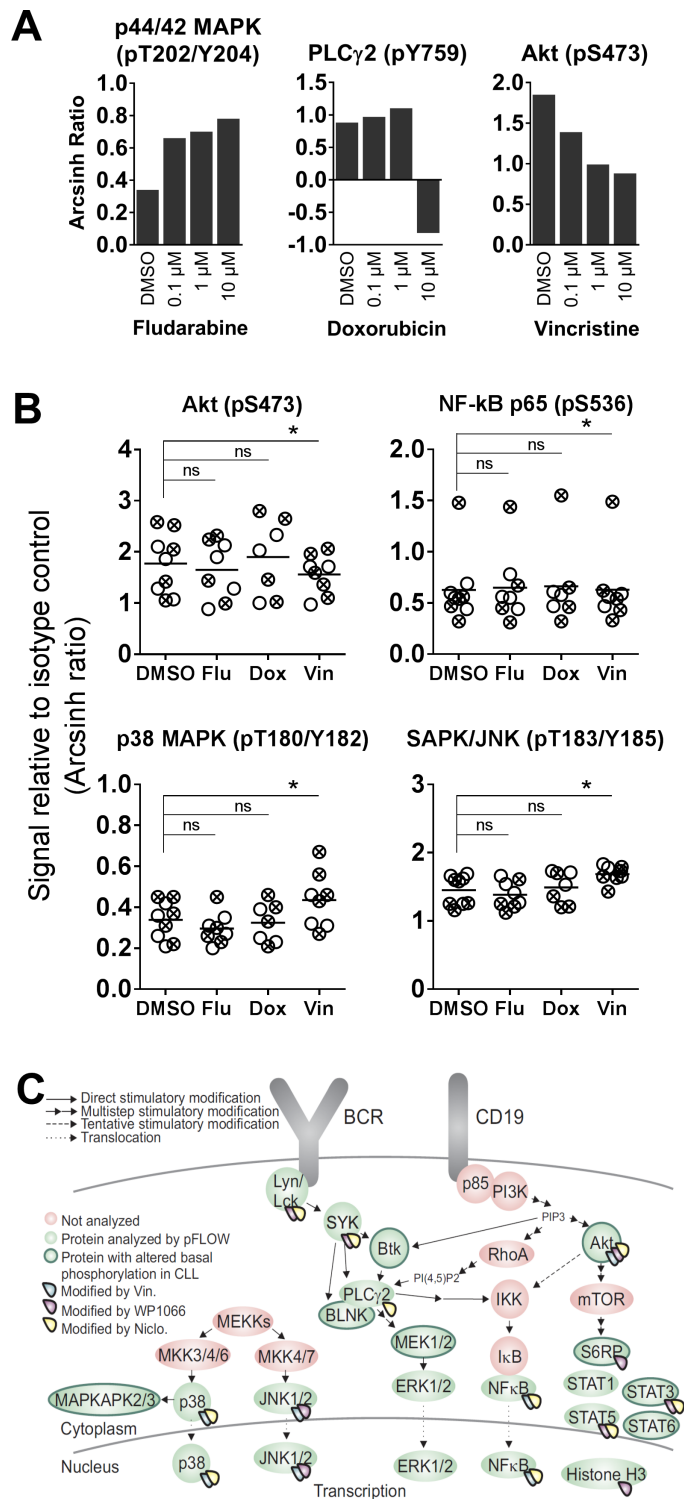 A
p44/42 MAPK
(pT202/Y204)
PLCγ2 (pY759)
Akt (pS473)
Arcsinh Ratio
1.0
0.8
0.6
0.4
0.2
0.0
DMSO
0.1 µM
1 µM
10 µM
Fludarabine
1.5
1.0
0.5
0.0
-0.5
-1.0
DMSO
0.1 µM
1 µM
10 µM
Doxorubicin
2.0
1.5
1.0
0.5
0.0
DMSO
0.1 µM
1 µM
10 µM
Vincristine
B
Signal relative to isotype control
(Arcsinh ratio)
Akt (pS473)
*
ns
ns
4
3
2
1
0
DMSO Flu Dox Vin
NF-kB p65 (pS536)
*
ns
ns
2.0
1.5
1.0
0.5
0.0
DMSO Flu Dox Vin
p38 MAPK (pT180/Y182)
*
ns
ns
1.0
0.8
0.6
0.4
0.2
0.0
DMSO Flu Dox Vin
SAPK/JNK (pT183/Y185)
*
ns
ns
3
2
1
0
DMSO Flu Dox Vin
C
Direct stimulatory modification
Multistep stimulatory modification
Tentative stimulatory modification
Translocation
BCR
CD19
Not analyzed
Protein analyzed by pFLOW
Protein with altered basal
phosphorylation in CLL
Modified by Vin.
Modified by WP1066
Modified by Niclo.
Lyn/
Lck
SYK
Btk
PLCγ2
BLNK
p85
PI3K
PIP3
RhoA
PI(4,5)P2
Akt
IKK
mTOR
MEKKs
MKK3/4/6
MKK4/7
MEK1/2
IκB
S6RP
MAPKAPK2/3
p38
JNK1/2
ERK1/2
NFκB
STAT1
STAT3
STAT5
STAT6
Cytoplasm
Nucleus
p38
JNK1/2
ERK1/2
NFκB
Histone H3
Transcription